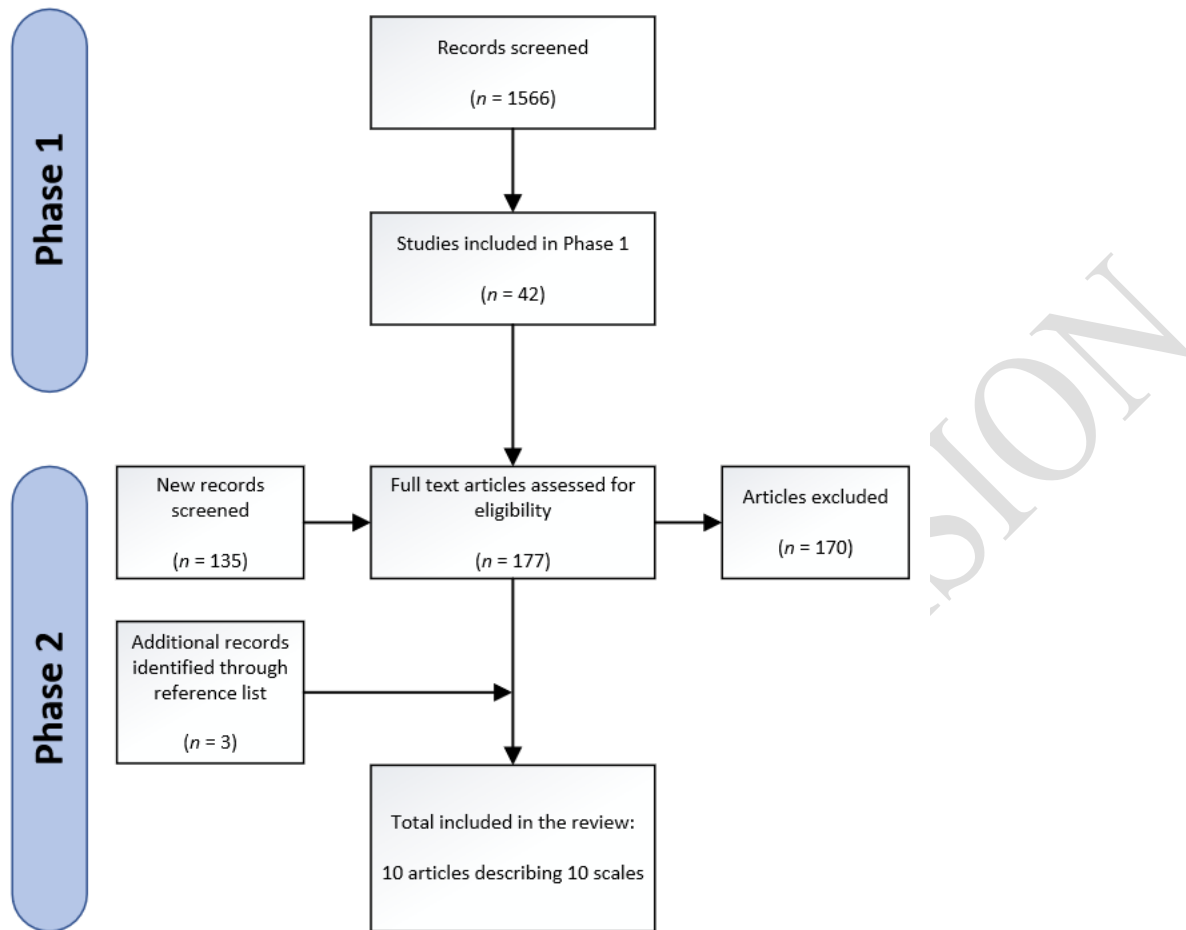 Phase 1
Records screened
(n = 1566)
Studies included in Phase 1
(n = 42)
Phase 2
New records
screened
(n = 135)
Full text articles assessed for
eligibility
(n = 177)
Articles excluded
(n = 170)
Additional records
identified through
reference list
(n = 3)
Total included in the review:
10 articles describing 10 scales